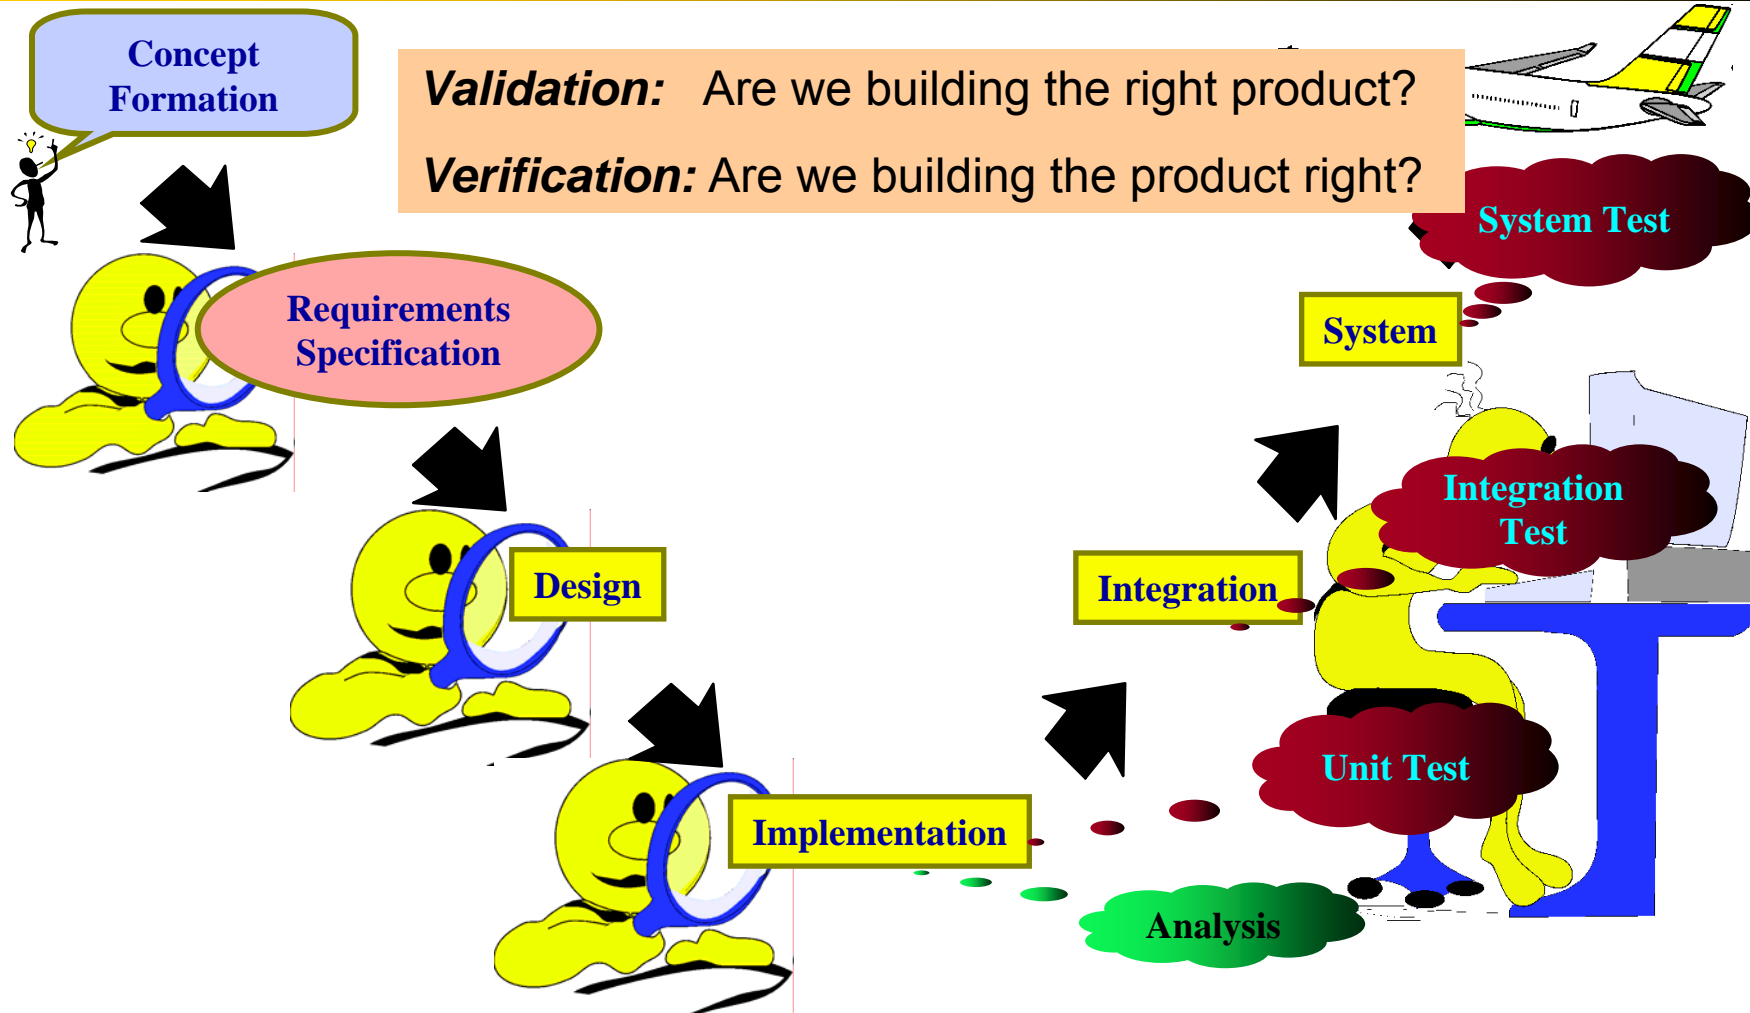 Concept
Formation
Validation: Are we building the right product?
Verification: Are we building the product right?
System Test
Requirements
Specification
System
Integration
Test
Design
Integration
Unit Test
Implementation
Analysis